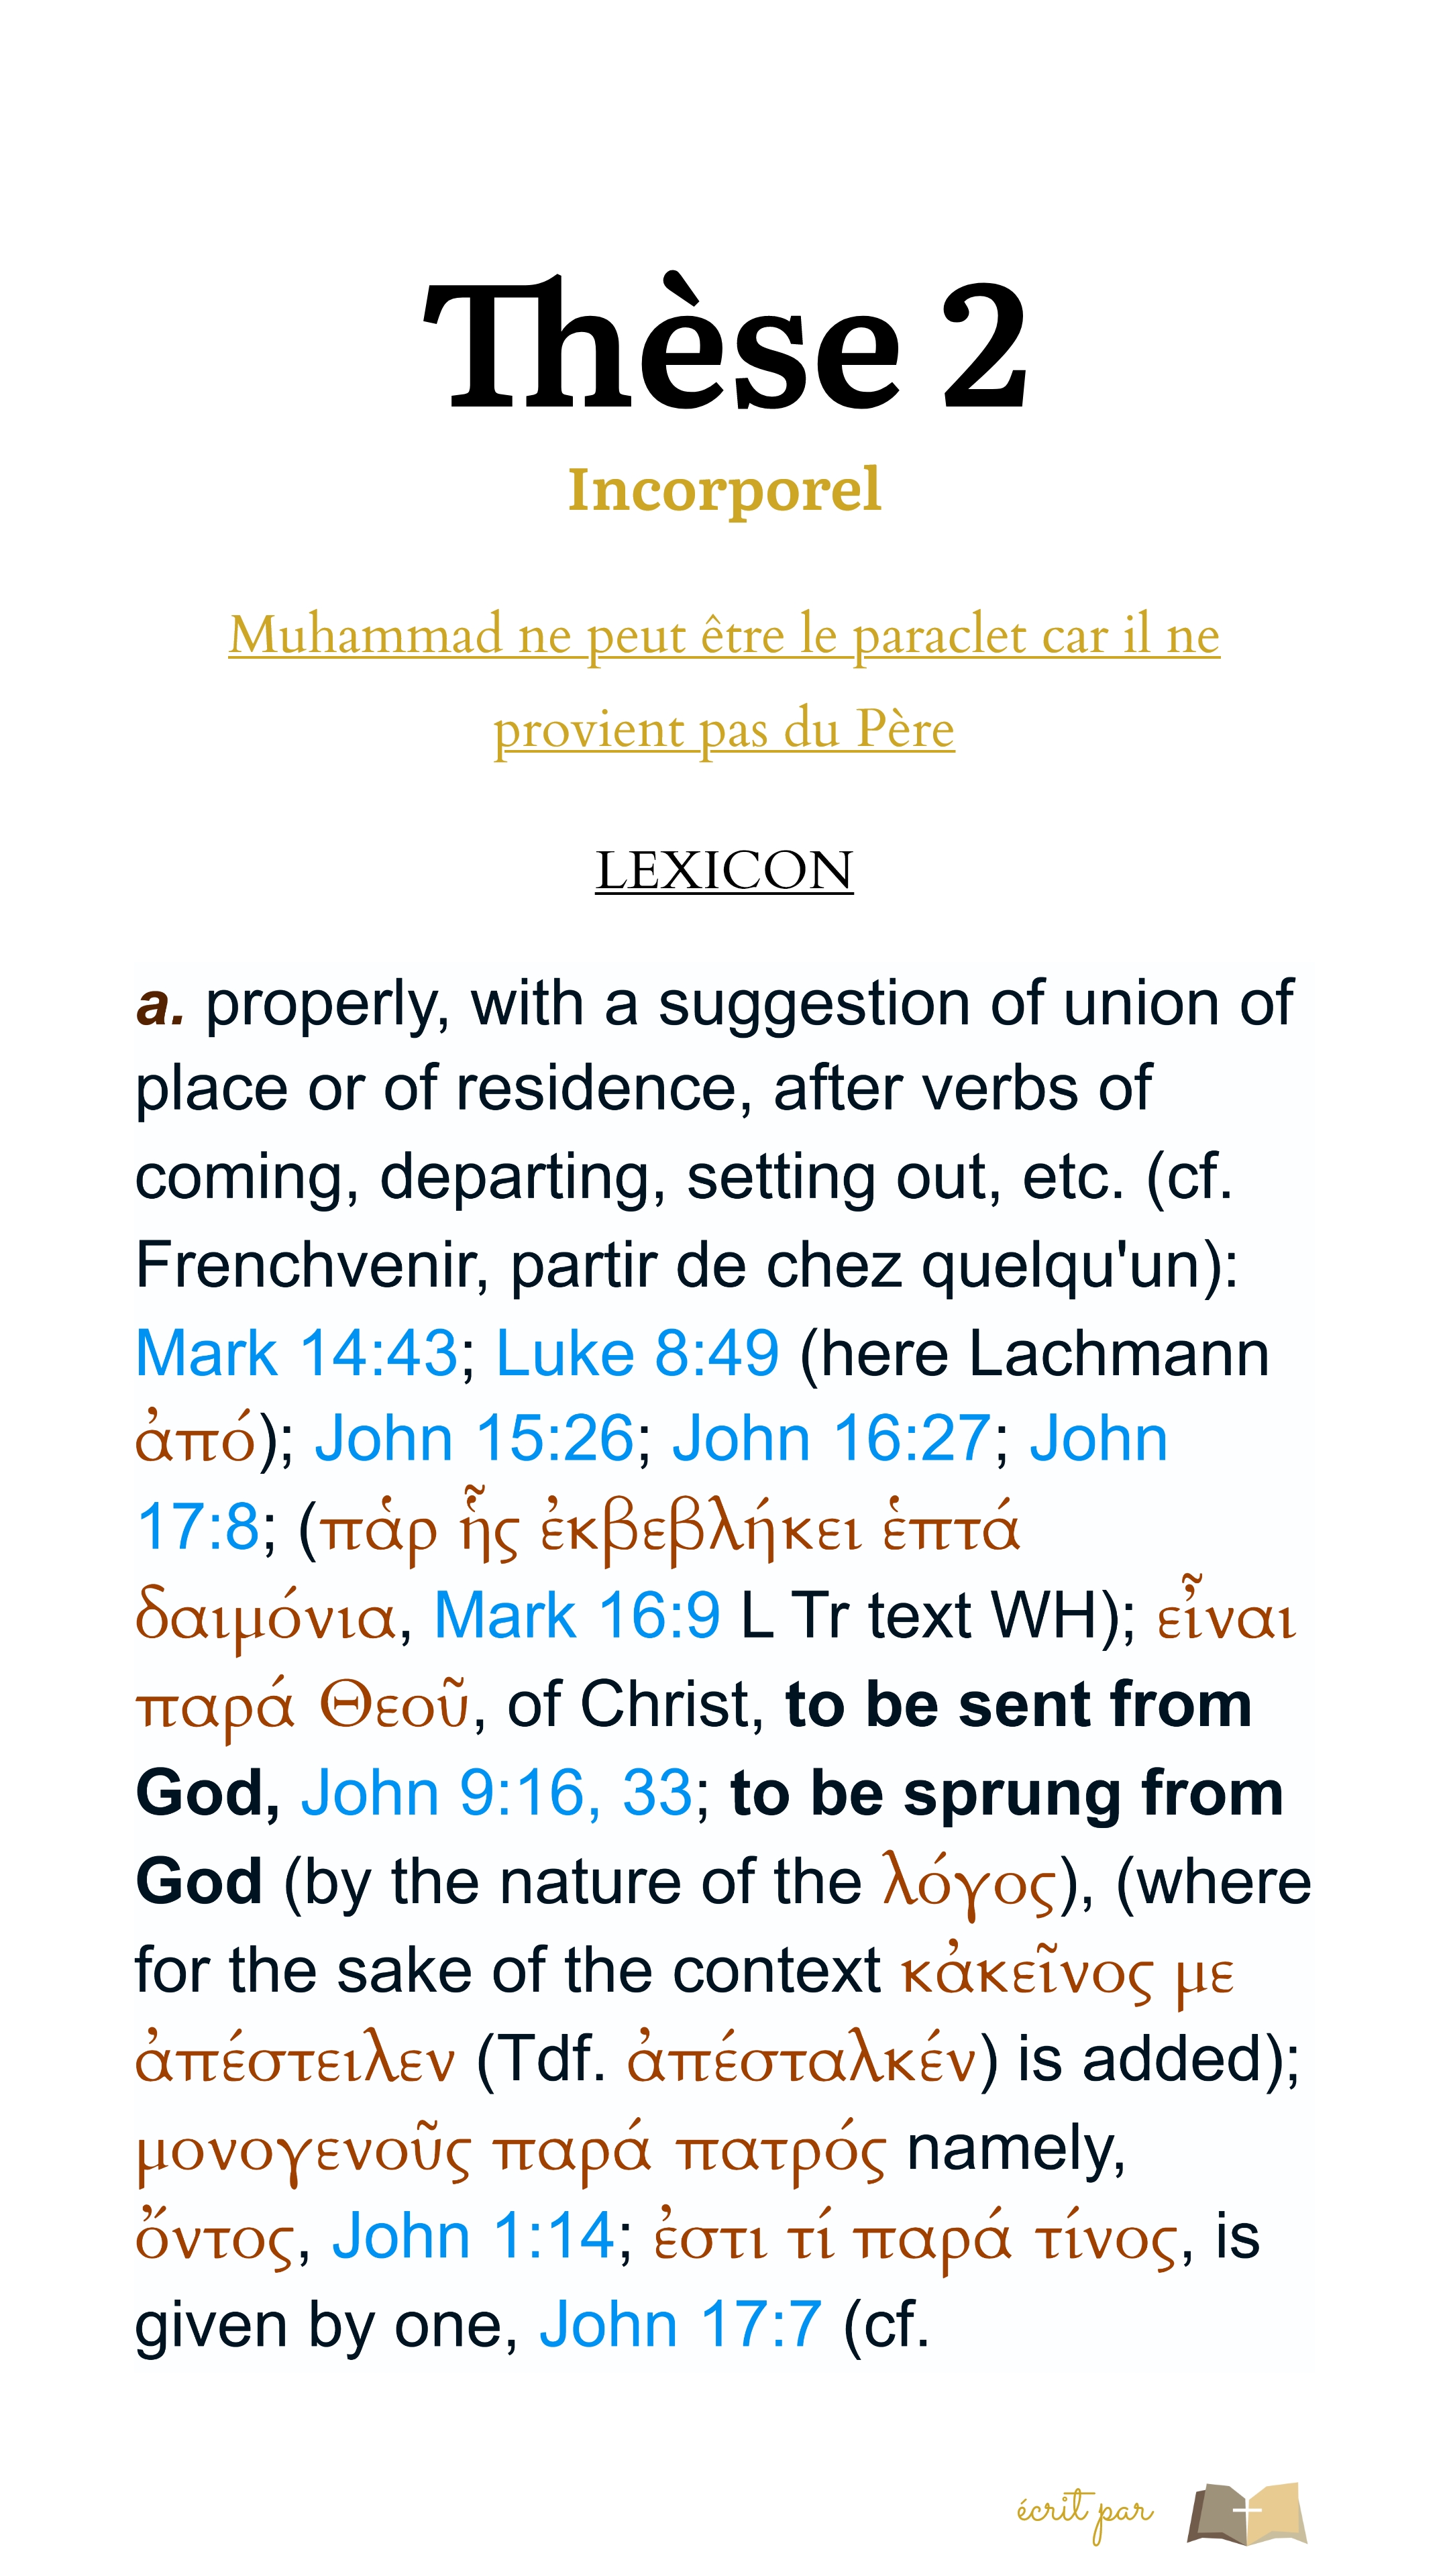 Thèse 2
Incorporel
Muhammad ne peut être le paraclet car il ne
provient pas du Père
LEXICON
a. properly, with a suggestion of union of
place or of residence, after verbs of
coming, departing, setting out, etc. (cf.
Frenchvenir, partir de chez quelqu'un):
Mark 14:43; Luke 8:49 (here Lachmann
ἀπό); John 15:26; John 16:27; John
17:8; (πάρ ἧς ἐκβεβλήκει ἑπτά
δαιμόνια, Mark 16:9 L Tr text WH); εἶναι
παρά Θεοῦ, of Christ, to be sent from
God, John 9:16, 33; to be sprung from
God (by the nature of the λόγος), (where
for the sake of the context κἀκεῖνος με
ἀπέστειλεν (Tdf. ἀπέσταλκέν) is added);
μονογενοῦς παρά πατρός namely,
ὄντος, John 1:14; ἐστι τί παρά τίνος, is
given by one, John 17:7 (cf.
écrit par